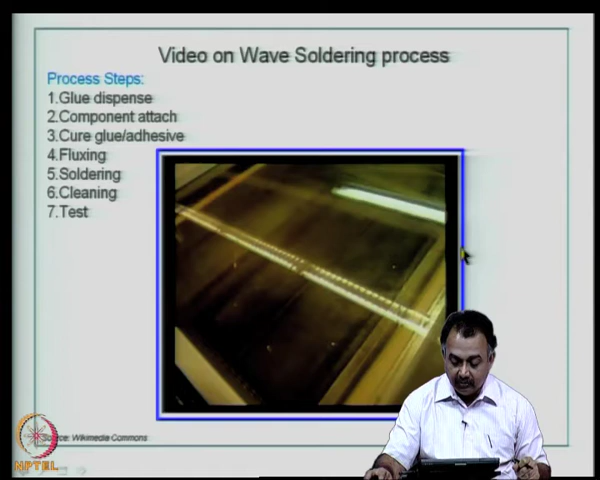 Video on Wave Soldering process
Process Steps:
1.Glue dispense
2.Component attach
3.Cure glue/adhesive
4.Fluxing
5.Soldering
6.Cleaning
7.Test
Source: Wikimedia Commons
NPTEL